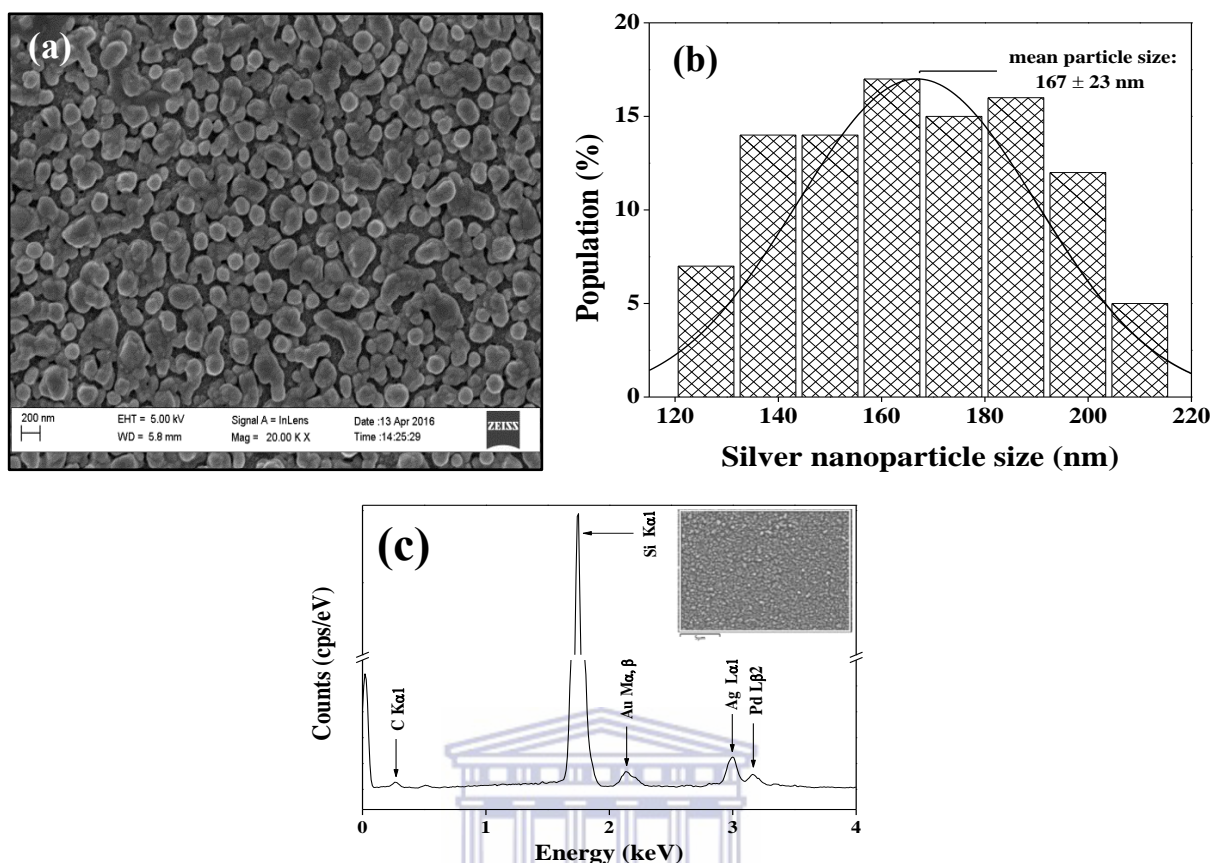 (a)
200 nm
EHT = 5.00 kV
Signal A = InLens
Date :13 Apr 2016
WD = 5.8 mm
Mag = 20.00 K X
Time :14:25:29
ZEISS
(b)
mean particle size:
167 ± 23 nm
Population (%)
20
15
10
5
0
120 140 160 180 200 220
Silver nanoparticle size (nm)
(c)
Counts (cps/eV)
C Kα1
Si Kα1
Au Mα, β
Ag Lα1
Pd Lβ2
5µm
0 1 2 3 4
Energy (keV)